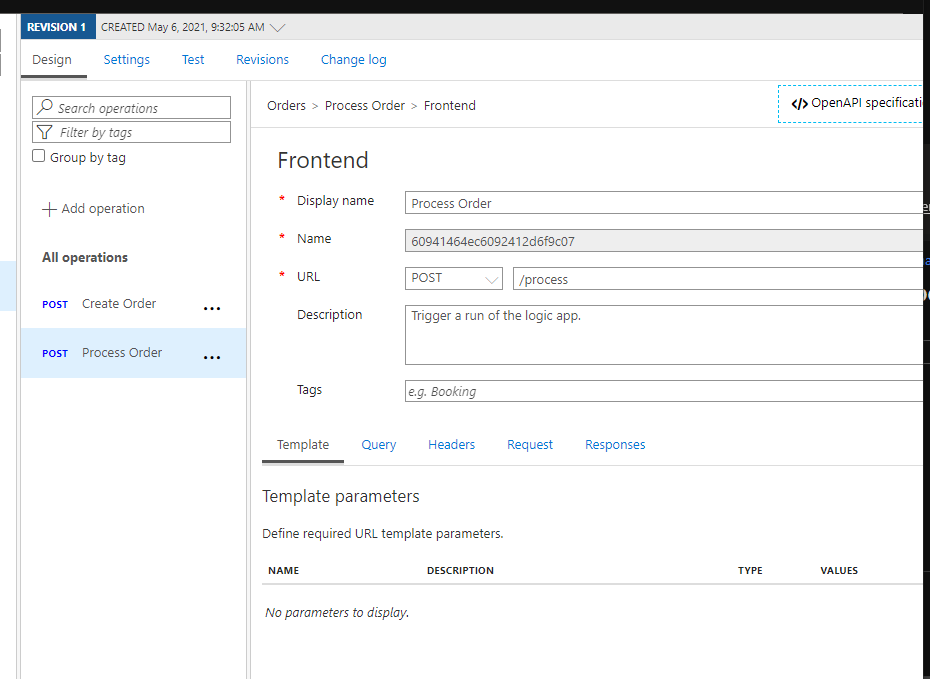 REVISION 1 CREATED May 6, 2021, 9:32:05 AM
Design Settings Test Revisions Change log
Search operations
Filter by tags
Group by tag
Add operation
All operations
POST Create Order ...
POST Process Order ...
Orders > Process Order > Frontend
</> OpenAPI specificati
Frontend
* Display name Process Order
* Name 60941464ec6092412d6f9c07
* URL POST /process
Description Trigger a run of the logic app.
Tags e.g. Booking
Template Query Headers Request Responses
Template parameters
Define required URL template parameters.
NAME DESCRIPTION TYPE VALUES
No parameters to display.